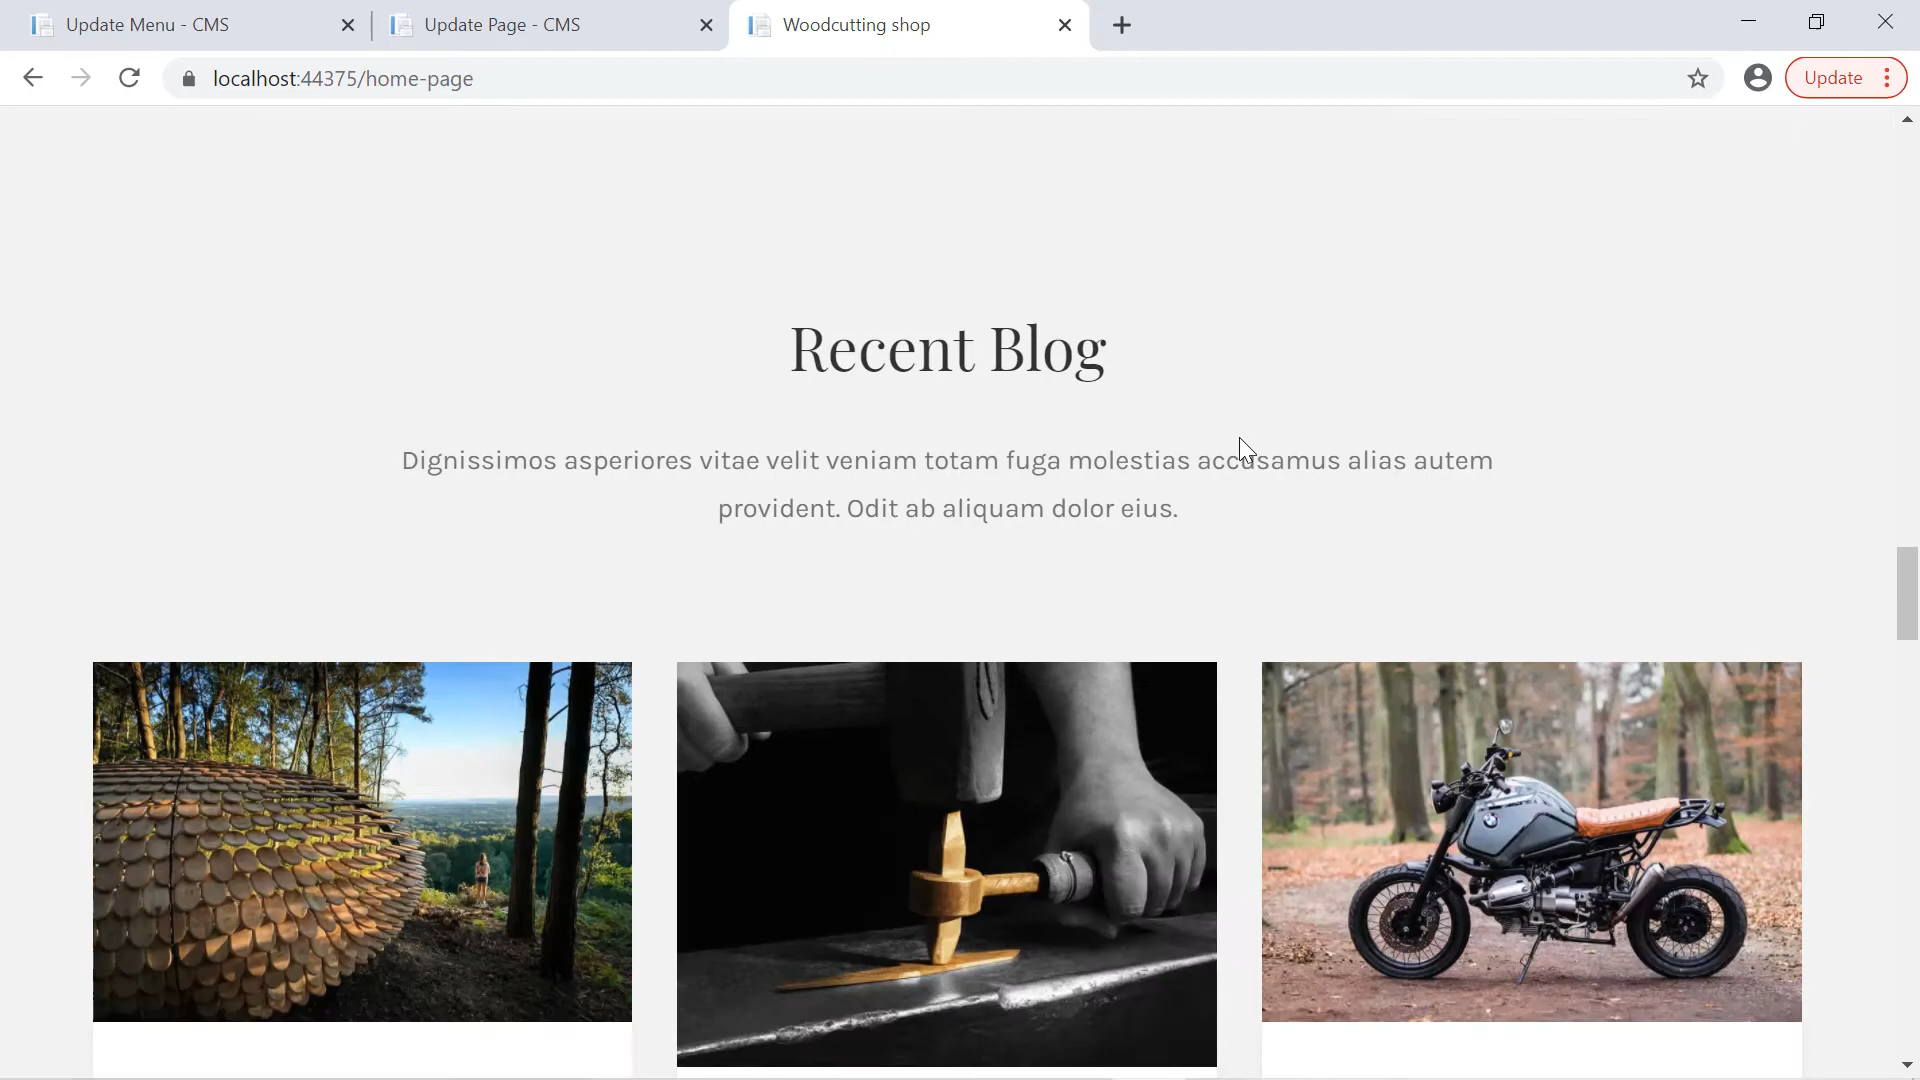 Update Menu - CMS
Update Page - CMS
Woodcutting shop
localhost:44375/home-page
Update
Recent Blog
Dignissimos asperiores vitae velit veniam totam fuga molestias accusamus alias autem
provident. Odit ab aliquam dolor eius.